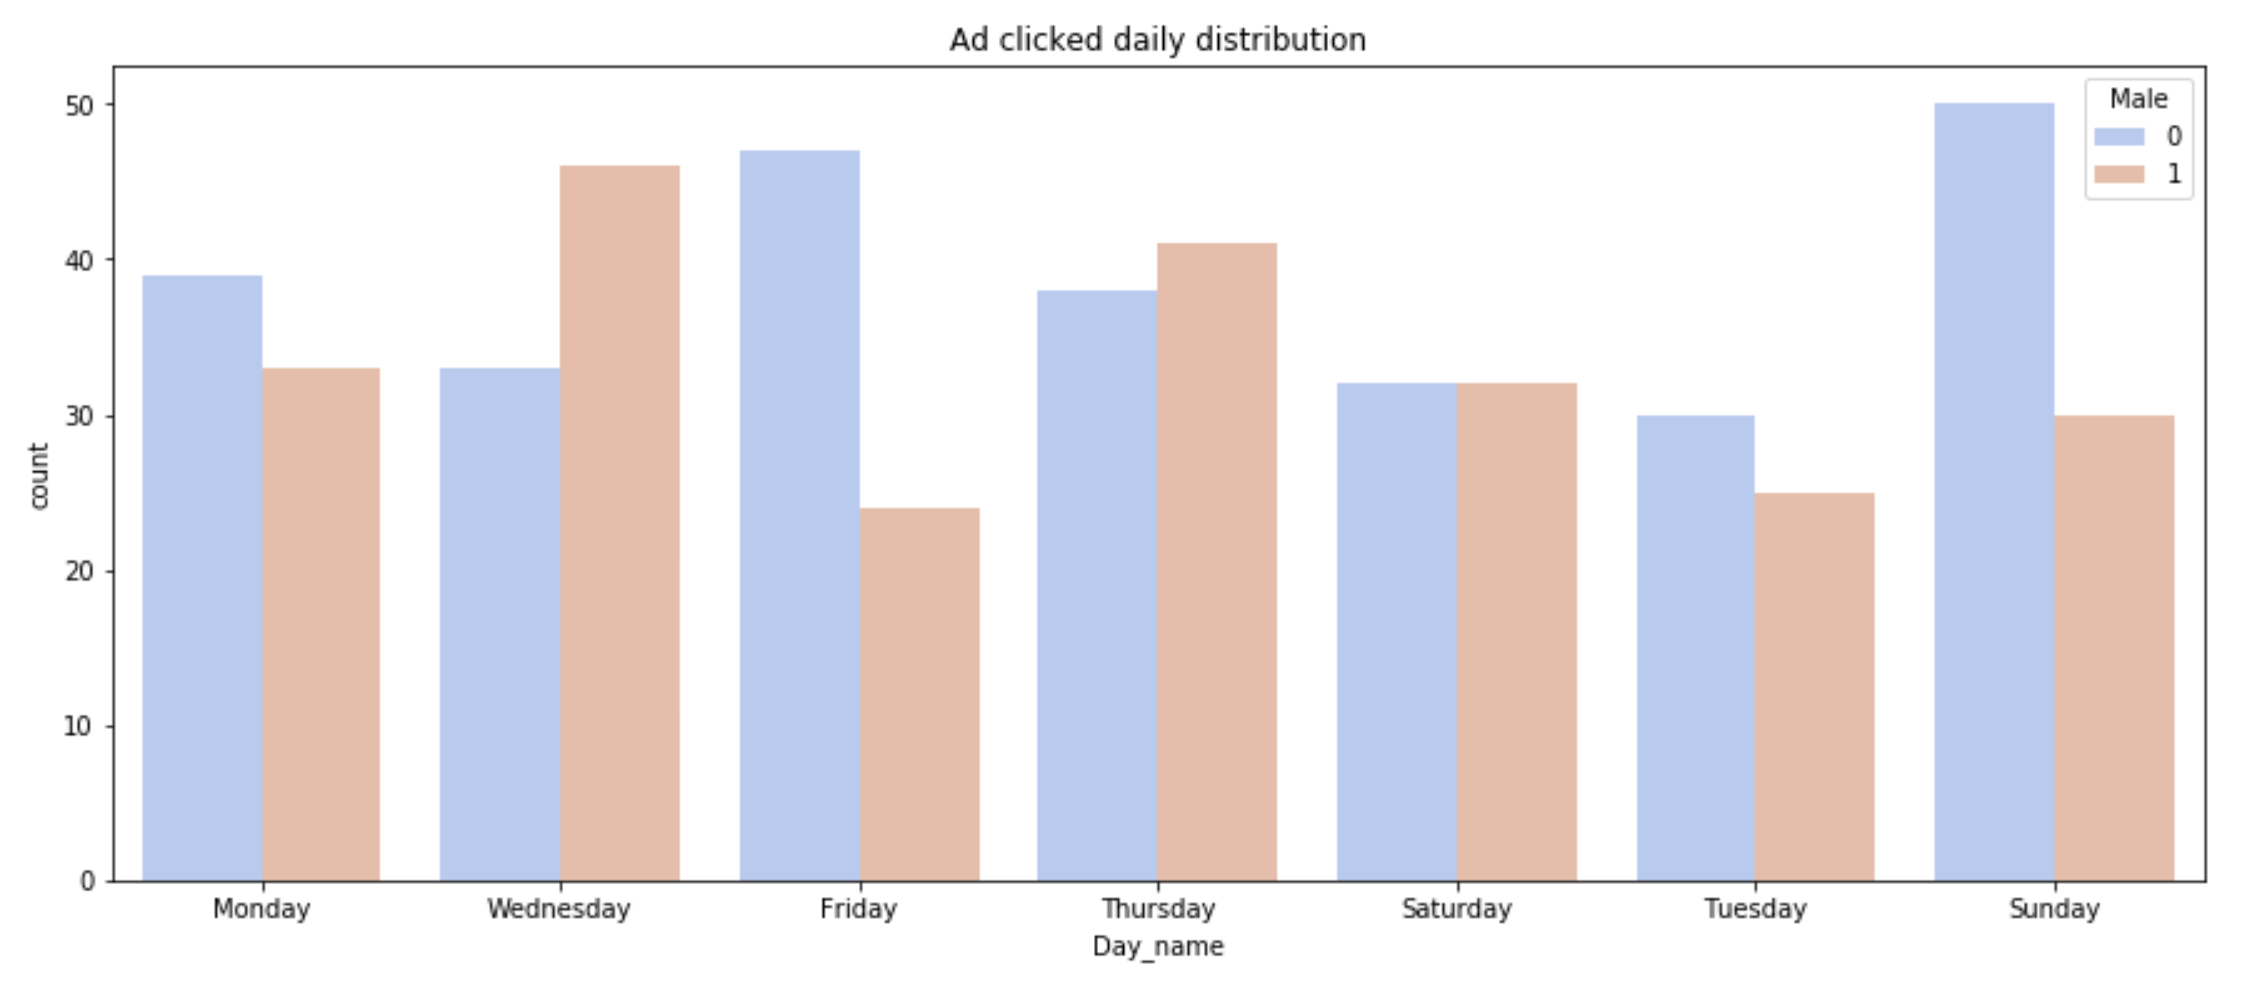 Ad clicked daily distribution
Male
0
1
50
40
30
20
10
0
count
Monday Wednesday Friday Thursday Saturday Tuesday Sunday
Day_name